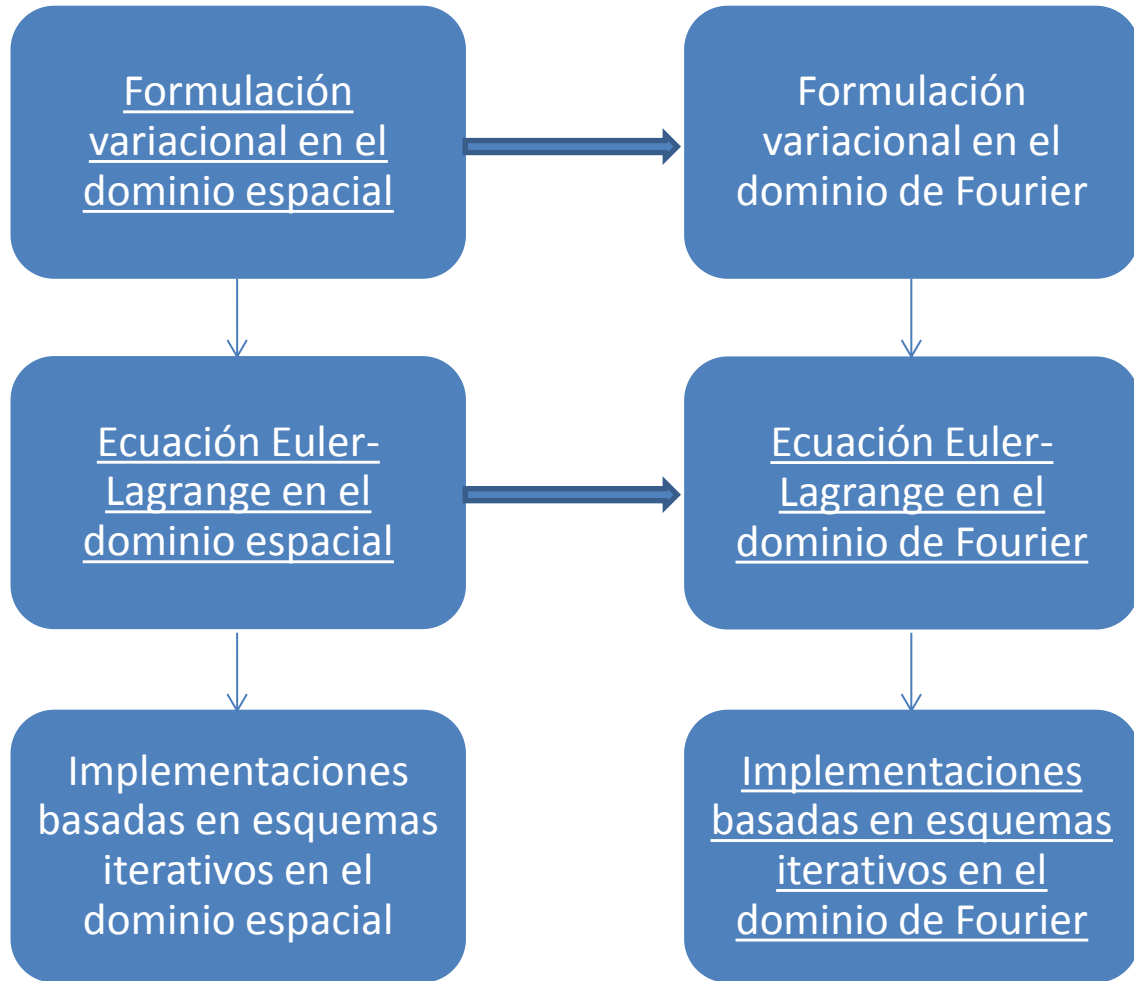 Formulación
variacional en el
dominio espacial
Formulación
variacional en el
dominio de Fourier
Ecuación Euler-
Lagrange en el
dominio espacial
Ecuación Euler-
Lagrange en el
dominio de Fourier
Implementaciones
basadas en esquemas
iterativos en el
dominio espacial
Implementaciones
basadas en esquemas
iterativos en el
dominio de Fourier